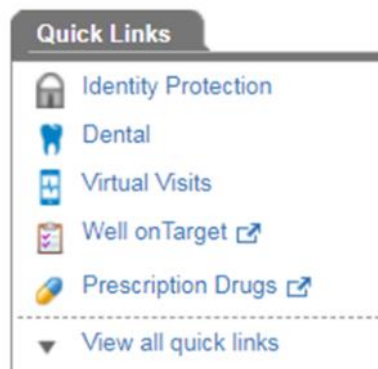 Quick Links
Identity Protection
Dental
Virtual Visits
Well onTarget
Prescription Drugs
View all quick links